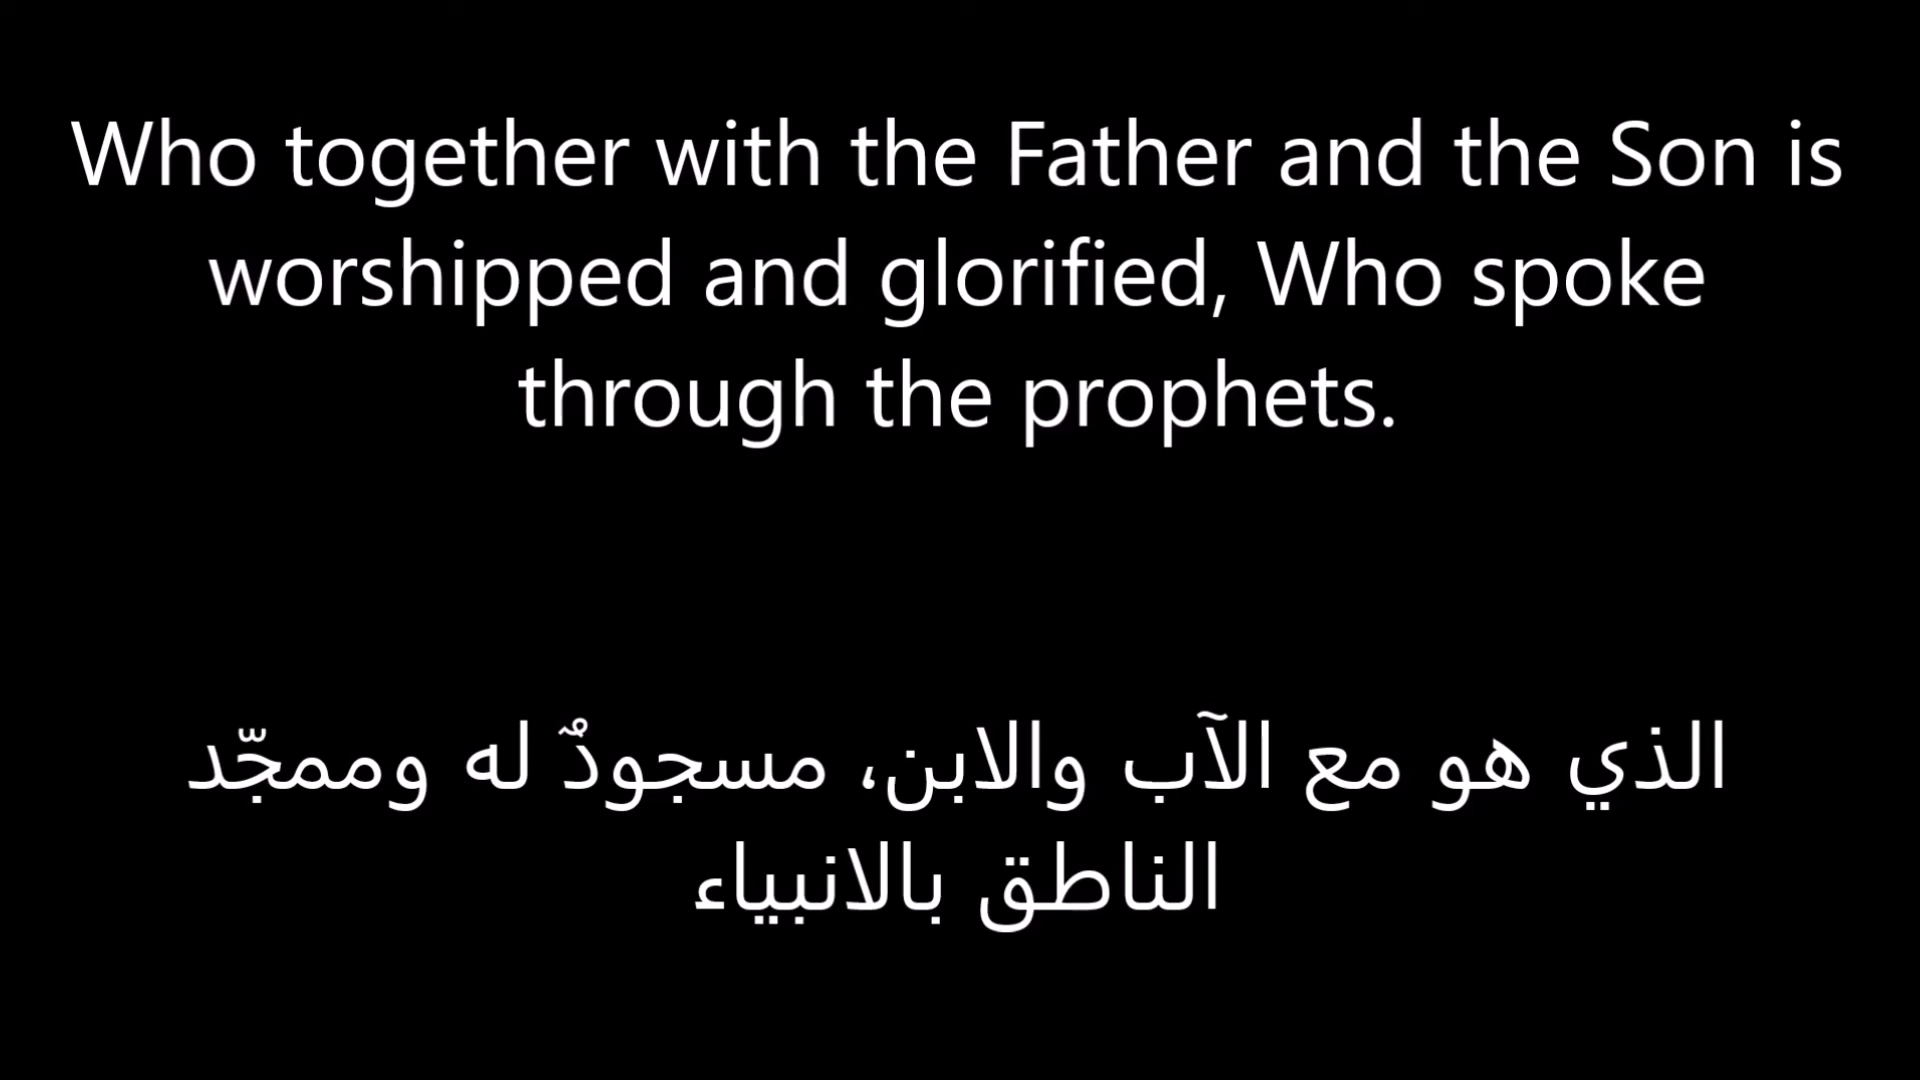 Who together with the Father and the Son is
worshipped and glorified, Who spoke
through the prophets.
الذي هو مع الآب والابن، مسجودٌ له وممجّد
الناطق بالانبياء